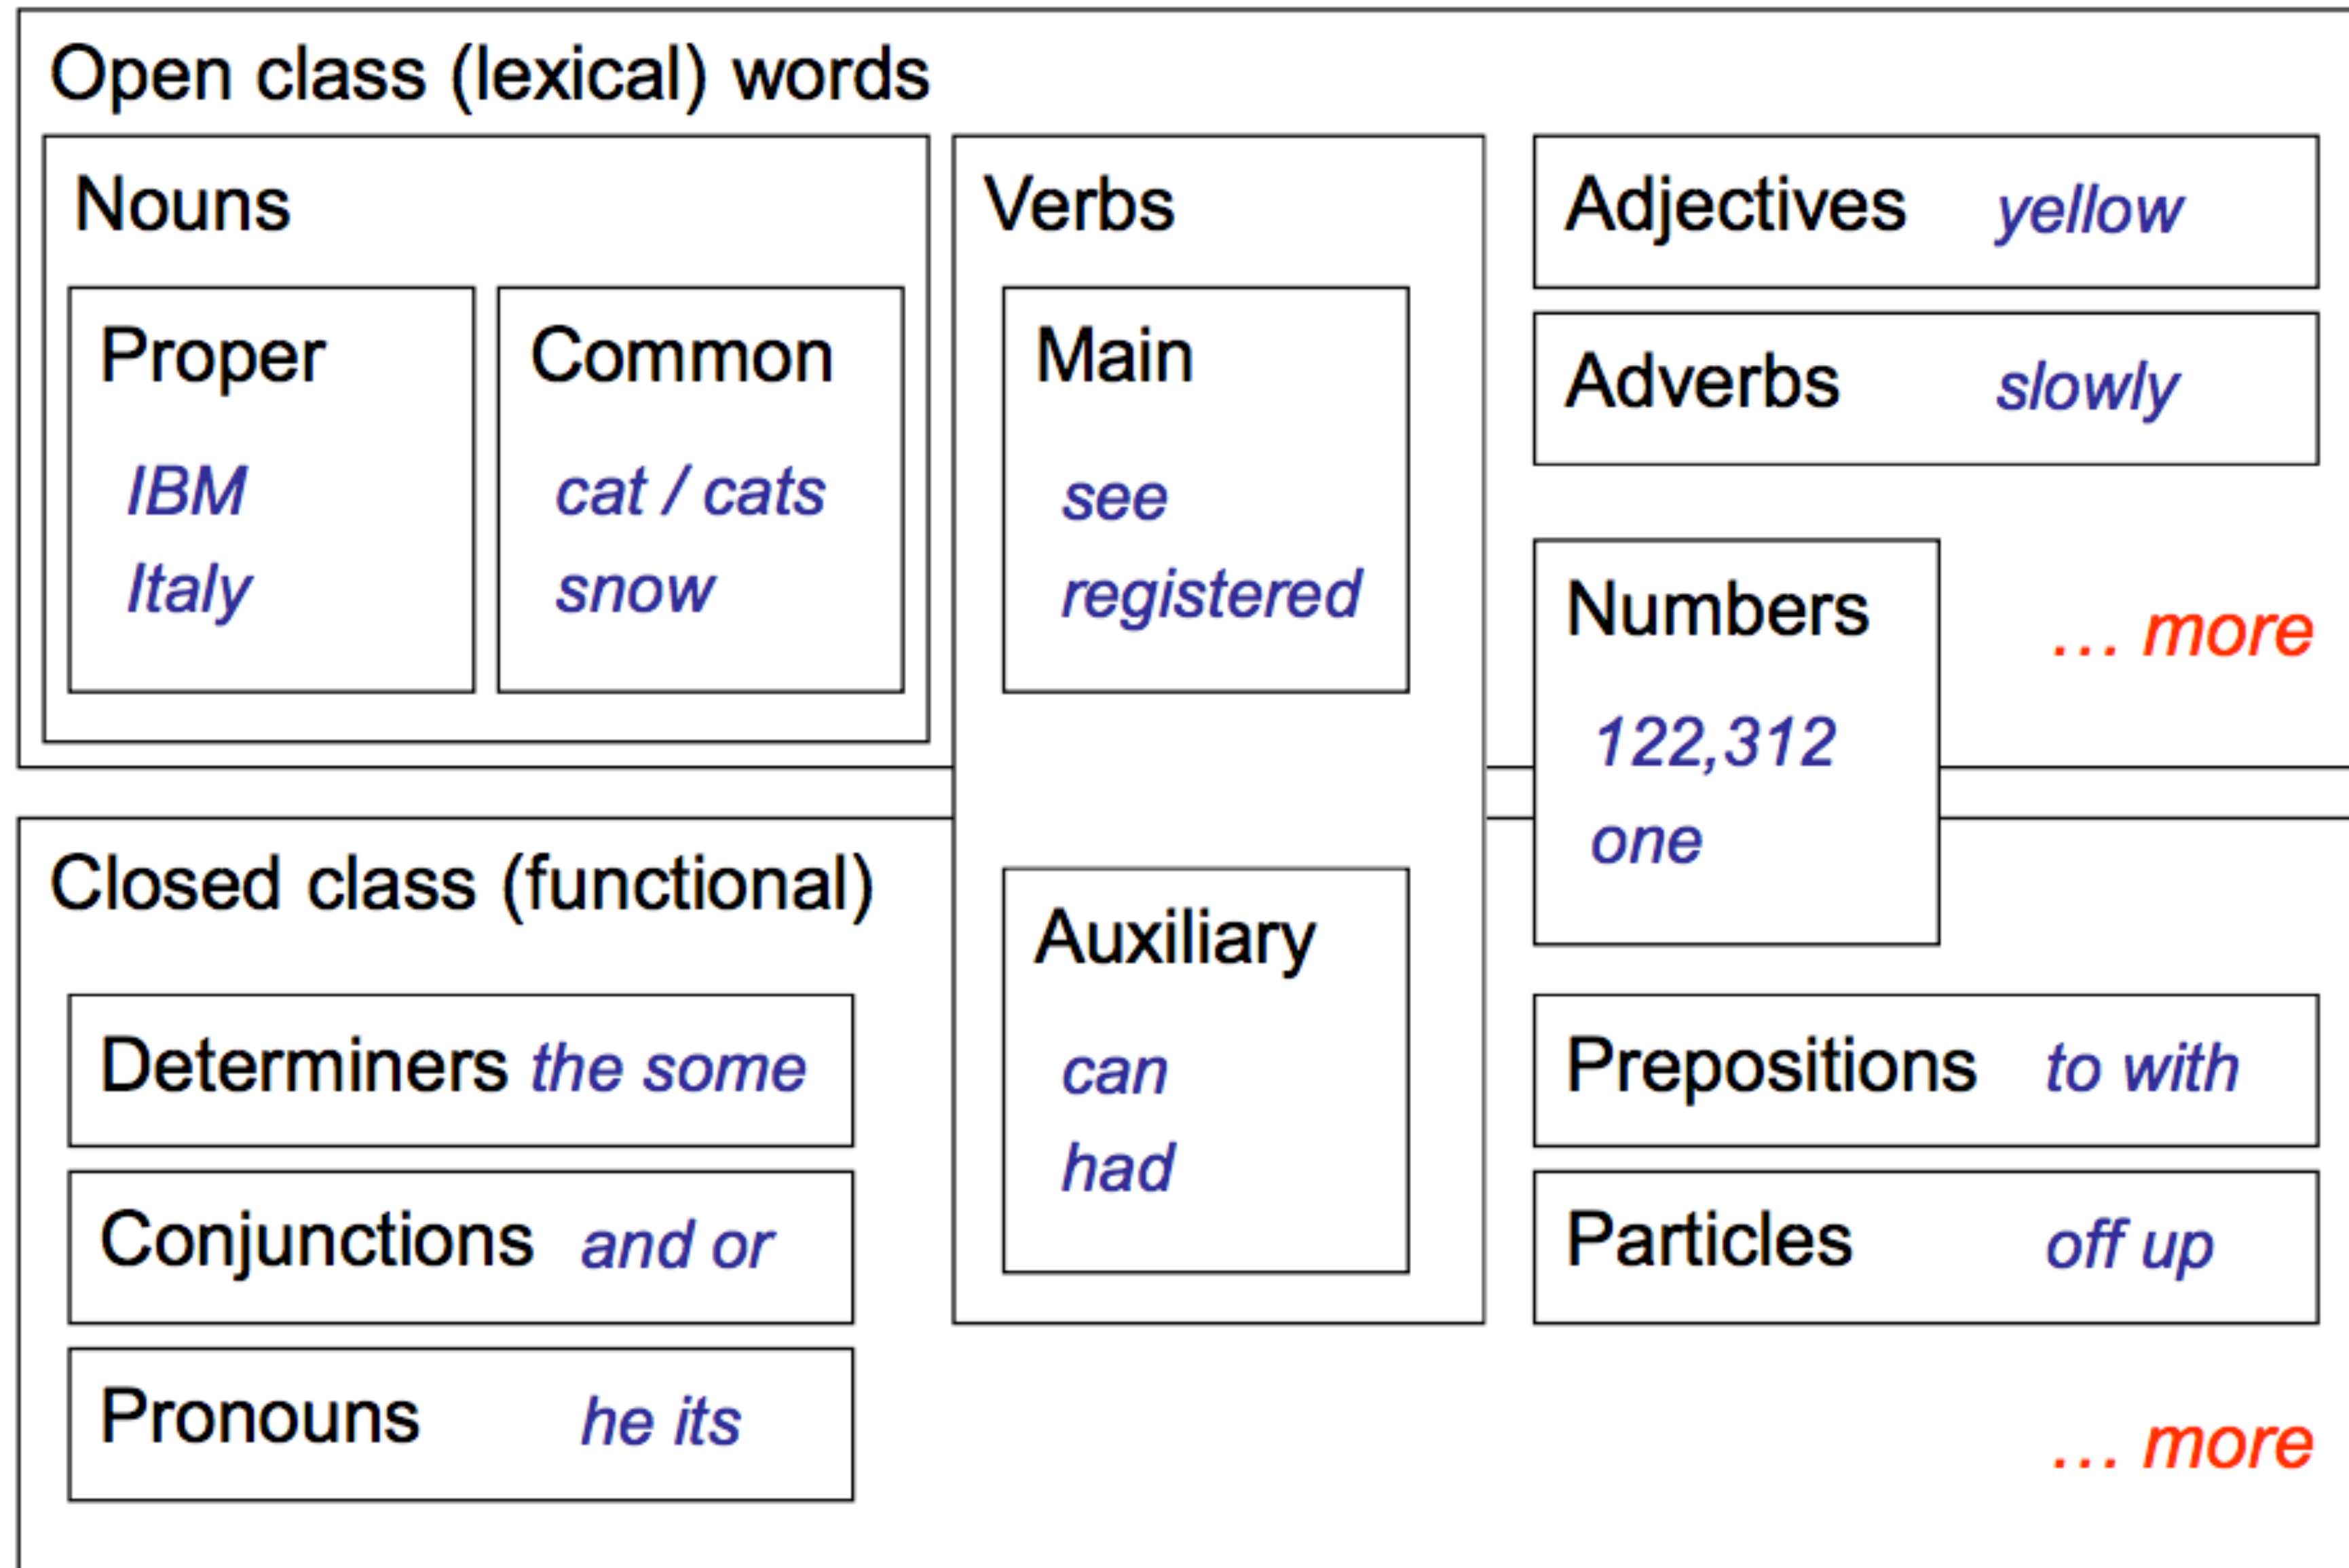 Open class (lexical) words
Nouns
Proper
IBM
Italy
Common
cat / cats
snow
Verbs
Main
see
registered
Adjectives yellow
Adverbs slowly
Numbers
122,312
one
… more
Closed class (functional)
Determiners the some
Conjunctions and or
Pronouns he its
Auxiliary
can
had
Prepositions to with
Particles off up
… more